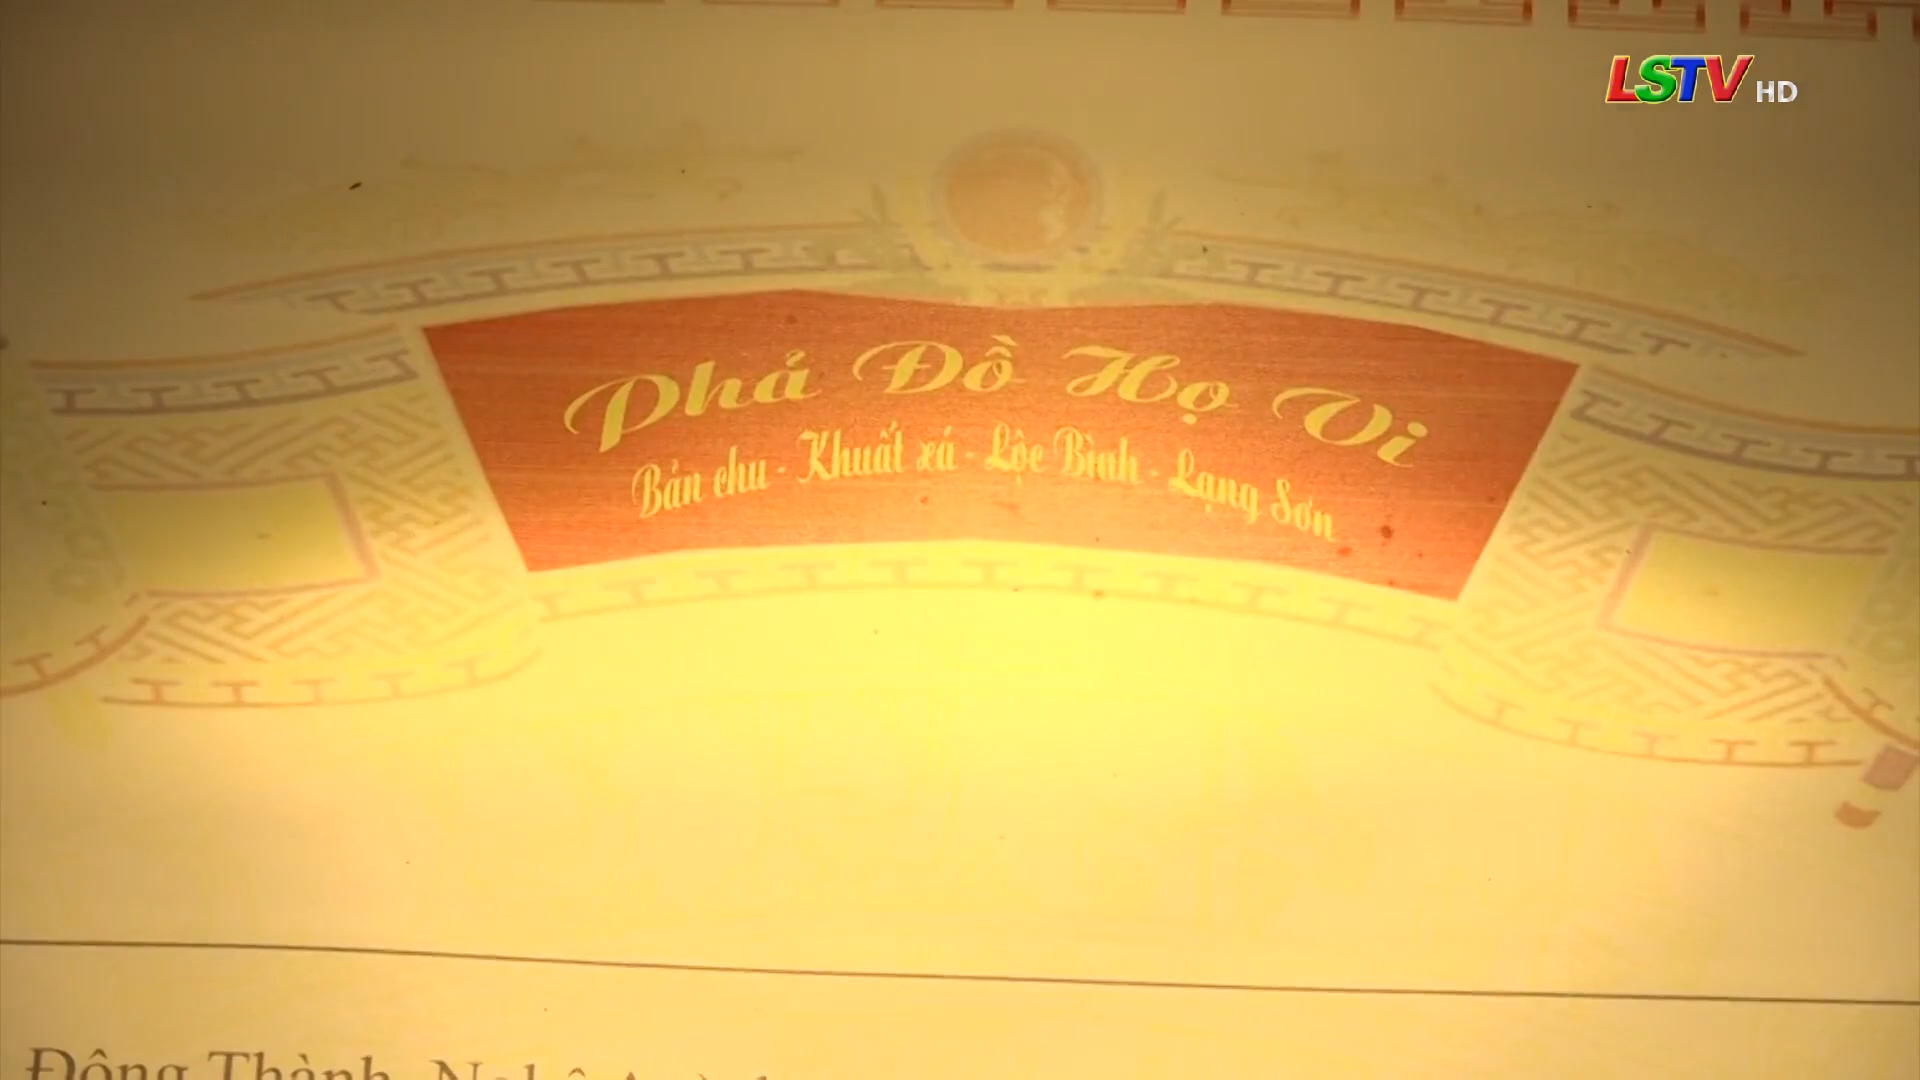 LSTV HD
Phả Đồ Họ Vi
Bản chu - Khuất xá - Lộc Bình - Lạng Sơn
Đông Thành